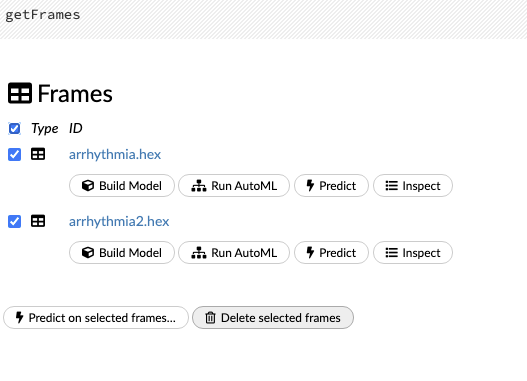 getFrames
Frames
Type ID
arrhythmia.hex
Build Model Run AutoML Predict Inspect
arrhythmia2.hex
Build Model Run AutoML Predict Inspect
Predict on selected frames... Delete selected frames